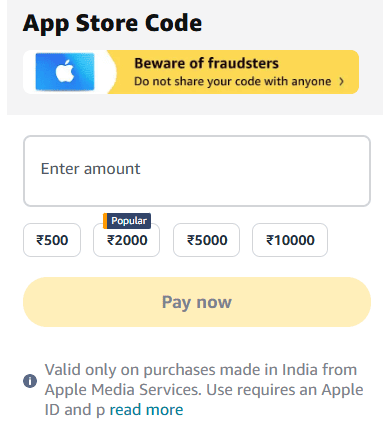 App Store Code
Beware of fraudsters
Do not share your code with anyone >
Enter amount
Popular
₹500 ₹2000 ₹5000 ₹10000
Pay now
Valid only on purchases made in India from
Apple Media Services. Use requires an Apple
ID and p read more